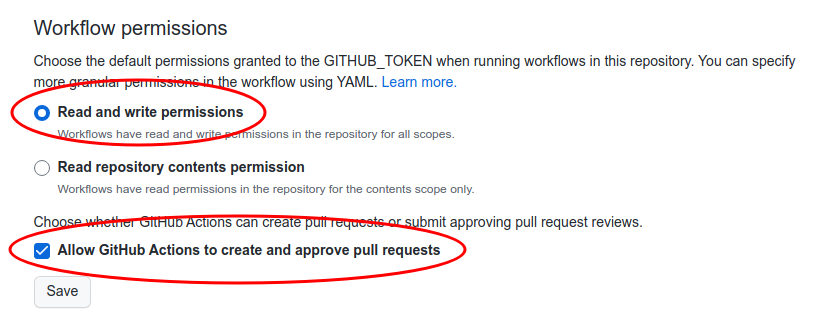 Workflow permissions
Choose the default permissions granted to the GITHUB_TOKEN when running workflows in this repository. You can specify
more granular permissions in the workflow using YAML. Learn more.
Read and write permissions
Workflows have read and write permissions in the repository for all scopes.
Read repository contents permission
Workflows have read permissions in the repository for the contents scope only.
Choose whether GitHub Actions can create pull requests or submit approving pull request reviews.
Allow GitHub Actions to create and approve pull requests
Save